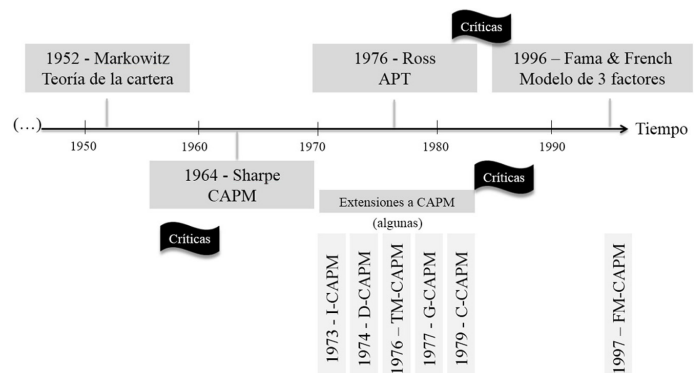 Críticas
1952 - Markowitz
Teoría de la cartera
1976 - Ross
APT
1996 – Fama & French
Modelo de 3 factores
(…)
Tiempo
1950
1960
1970
1980
1990
1964 - Sharpe
CAPM
Críticas
Extensiones a CAPM
(algunas)
Críticas
1973 - I-CAPM
1974 - D-CAPM
1976 – TM-CAPM
1977 - G-CAPM
1979 - C-CAPM
1997 – FM-CAPM